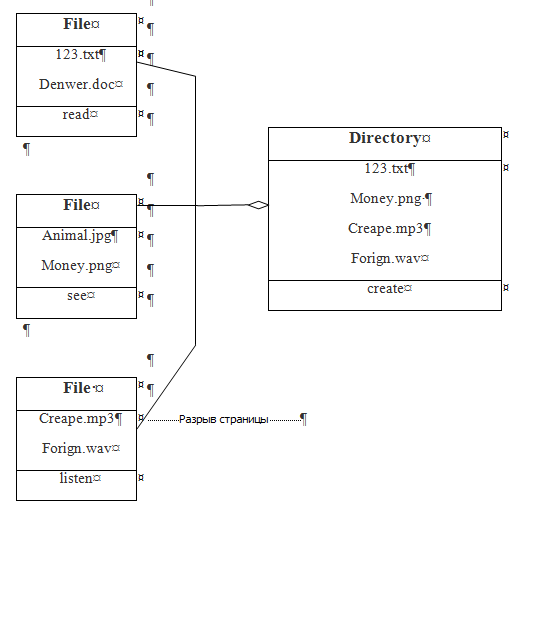 File
123.txt
Denwer.doc
read
File
Animal.jpg
Money.png
see
File
Creape.mp3
Forign.wav
listen
Разрыв страницы
Directory
123.txt
Money.png
Creape.mp3
Forign.wav
create